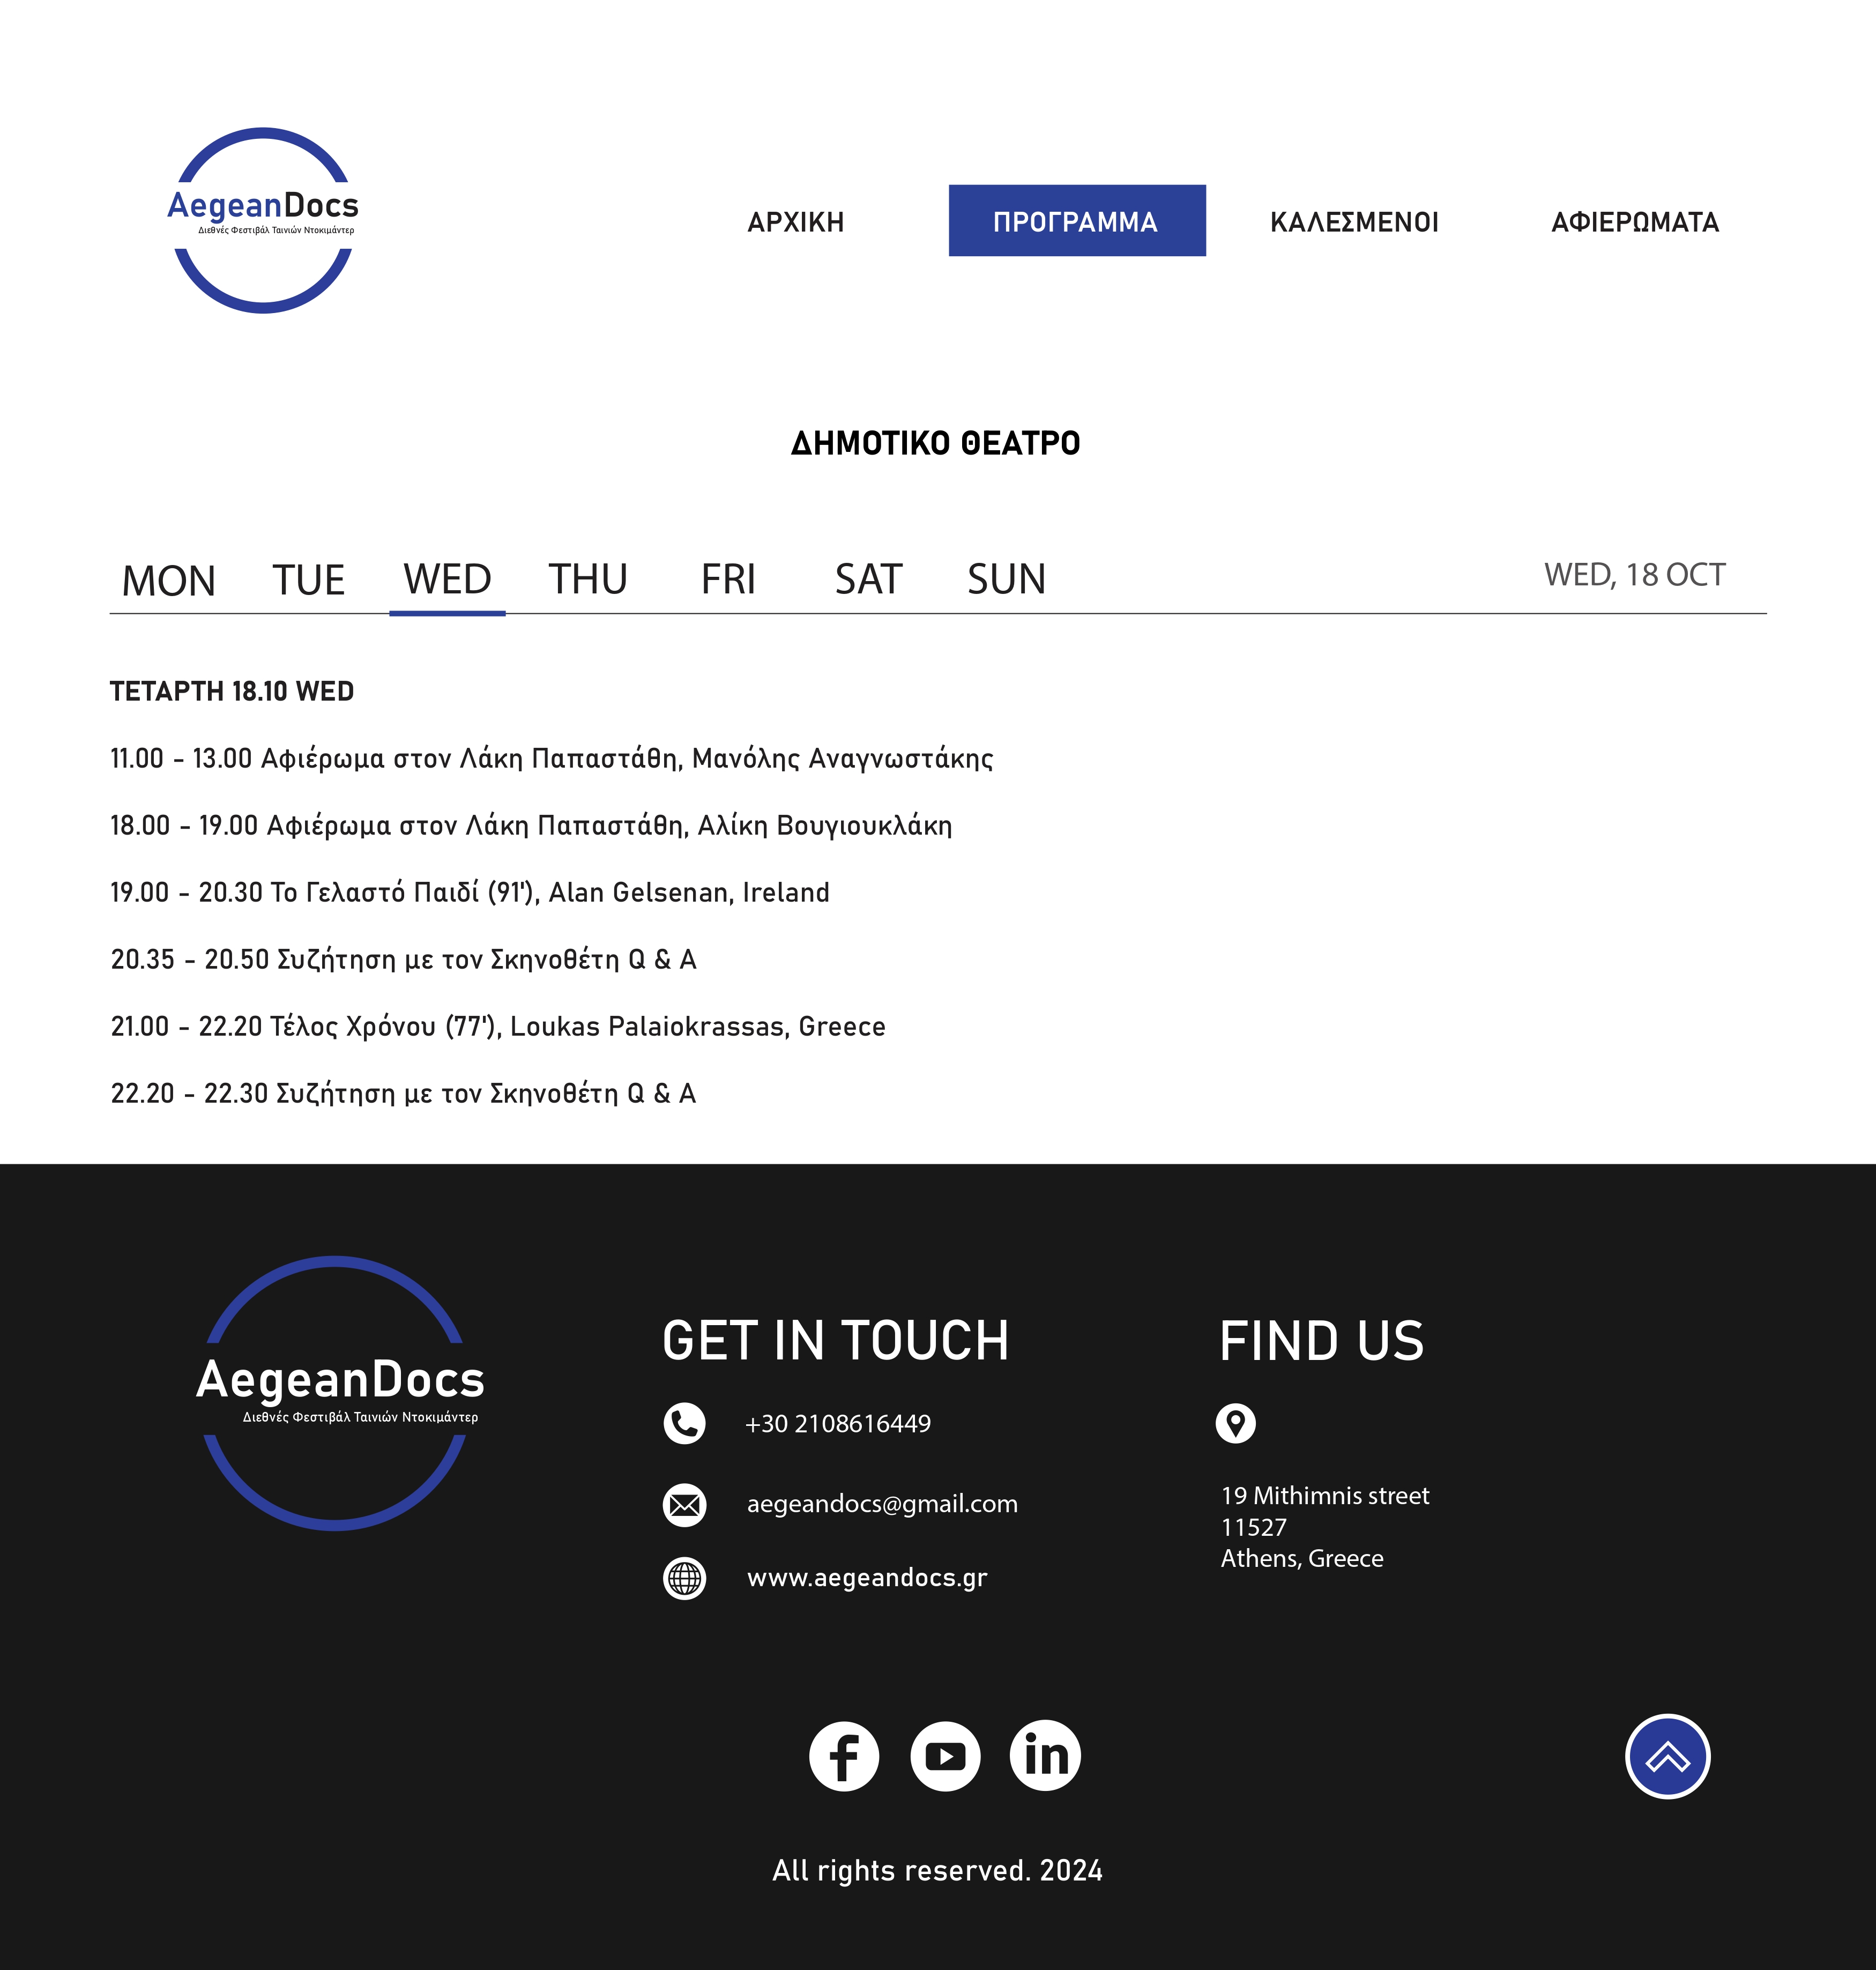 AegeanDocs
Διεθνές Φεστιβάλ Ταινιών Ντοκιμάντερ
ΑΡΧΙΚΗ
ΠΡΟΓΡΑΜΜΑ
ΚΑΛΕΣΜΕΝΟΙ
ΑΦΙΕΡΩΜΑΤΑ
ΔΗΜΟΤΙΚΟ ΘΕΑΤΡΟ
MON TUE WED THU FRI SAT SUN
WED, 18 OCT
ΤΕΤΑΡΤΗ 18.10 WED
11.00 - 13.00 Αφιέρωμα στον Λάκη Παπαστάθη, Μανόλης Αναγνωστάκης
18.00 - 19.00 Αφιέρωμα στον Λάκη Παπαστάθη, Αλίκη Βουγιουκλάκη
19.00 - 20.30 Το Γελαστό Παιδί (91'), Alan Gelsenan, Ireland
20.35 - 20.50 Συζήτηση με τον Σκηνοθέτη Q & A
21.00 - 22.20 Τέλος Χρόνου (77'), Loukas Palaiokrassas, Greece
22.20 - 22.30 Συζήτηση με τον Σκηνοθέτη Q & A
AegeanDocs
Διεθνές Φεστιβάλ Ταινιών Ντοκιμάντερ
GET IN TOUCH
+30 2108616449
aegeandocs@gmail.com
www.aegeandocs.gr
FIND US
19 Mithimnis street
11527
Athens, Greece
f
in
All rights reserved. 2024